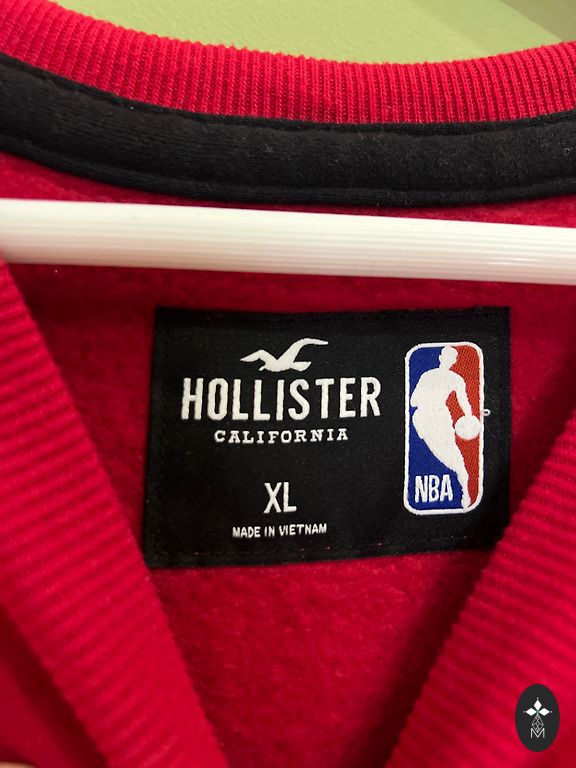 HOLLISTER
CALIFORNIA
XL
MADE IN VIETNAM
NBA
M